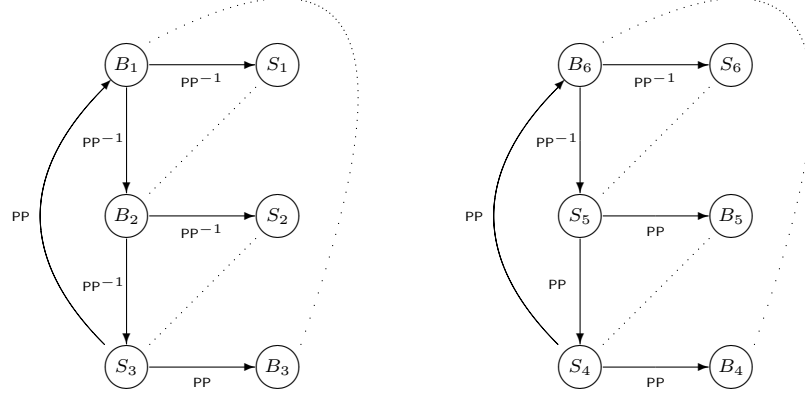 B₁ PP⁻¹ S₁ B₆ PP⁻¹ S₆
PP⁻¹ PP⁻¹
PP B₂ PP⁻¹ S₂ PP S₅ PP B₅
PP⁻¹ PP
S₃ PP B₃ S₄ PP B₄